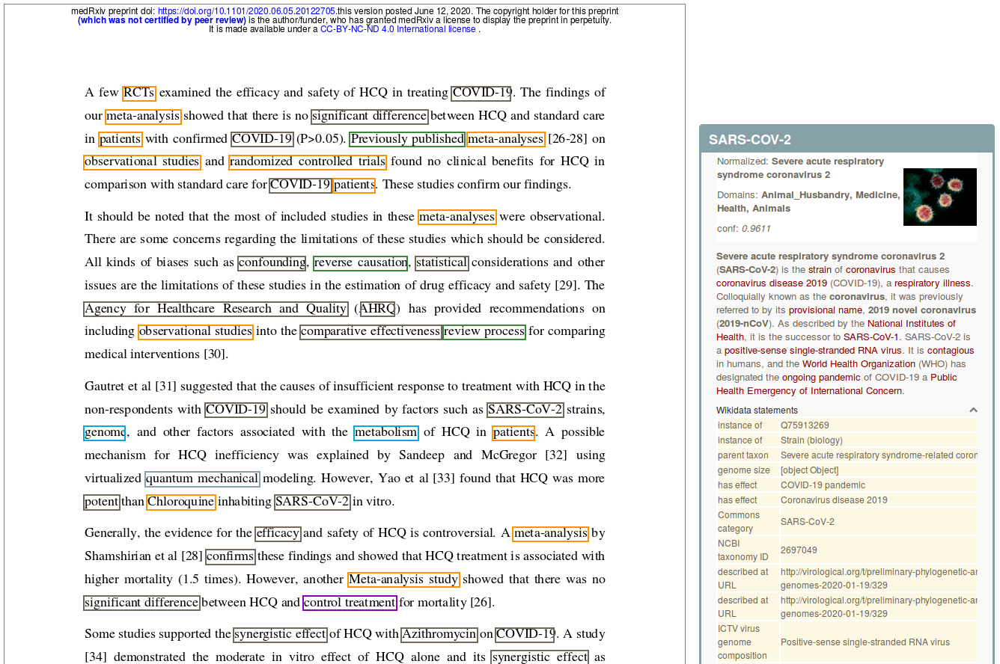 medRxiv preprint doi: https://doi.org/10.1101/2020.06.05.20122705.this version posted June 12, 2020. The copyright holder for this preprint
(which was not certified by peer review) is the author/funder, who has granted medRxiv a license to display the preprint in perpetuity.
It is made available under a CC-BY-NC-ND 4.0 International license .
A few RCTs examined the efficacy and safety of HCQ in treating COVID-19. The findings of
our meta-analysis showed that there is no significant difference between HCQ and standard care
in patients with confirmed COVID-19 (P>0.05). Previously published meta-analyses [26-28] on
observational studies and randomized controlled trials found no clinical benefits for HCQ in
comparison with standard care for COVID-19 patients. These studies confirm our findings.
It should be noted that the most of included studies in these meta-analyses were observational.
There are some concerns regarding the limitations of these studies which should be considered.
All kinds of biases such as confounding, reverse causation, statistical considerations and other
issues are the limitations of these studies in the estimation of drug efficacy and safety [29]. The
Agency for Healthcare Research and Quality (AHRQ) has provided recommendations on
including observational studies into the comparative effectiveness review process for comparing
medical interventions [30].
Gautret et al [31] suggested that the causes of insufficient response to treatment with HCQ in the
non-respondents with COVID-19 should be examined by factors such as SARS-CoV-2 strains,
genome, and other factors associated with the metabolism of HCQ in patients. A possible
mechanism for HCQ inefficiency was explained by Sandeep and McGregor [32] using
virtualized quantum mechanical modeling. However, Yao et al [33] found that HCQ was more
potent than Chloroquine inhabiting SARS-CoV-2 in vitro.
Generally, the evidence for the efficacy and safety of HCQ is controversial. A meta-analysis by
Shamshirian et al [28] confirms these findings and showed that HCQ treatment is associated with
higher mortality (1.5 times). However, another Meta-analysis study showed that there was no
significant difference between HCQ and control treatment for mortality [26].
Some studies supported the synergistic effect of HCQ with Azithromycin on COVID-19. A study
[34] demonstrated the moderate in vitro effect of HCQ alone and its synergistic effect as
SARS-COV-2
Normalized: Severe acute respiratory
syndrome coronavirus 2
Domains: Animal_Husbandry, Medicine,
Health, Animals
conf: 0.9611
Severe acute respiratory syndrome coronavirus 2
(SARS-CoV-2) is the strain of coronavirus that causes
coronavirus disease 2019 (COVID-19), a respiratory illness.
Colloquially known as the coronavirus, it was previously
referred to by its provisional name, 2019 novel coronavirus
(2019-nCoV). As described by the National Institutes of
Health, it is the successor to SARS-CoV-1. SARS-CoV-2 is
a positive-sense single-stranded RNA virus. It is contagious
in humans, and the World Health Organization (WHO) has
designated the ongoing pandemic of COVID-19 a Public
Health Emergency of International Concern.
Wikidata statements
instance of Q75913269
instance of Strain (biology)
parent taxon Severe acute respiratory syndrome-related coron
genome size [object Object]
has effect COVID-19 pandemic
has effect Coronavirus disease 2019
Commons
category SARS-CoV-2
NCBI
taxonomy ID 2697049
described at http://virological.org/t/preliminary-phylogenetic-ar
URL genomes-2020-01-19/329
described at http://virological.org/t/preliminary-phylogenetic-ar
URL genomes-2020-01-19/329
ICTV virus
genome Positive-sense single-stranded RNA virus
composition